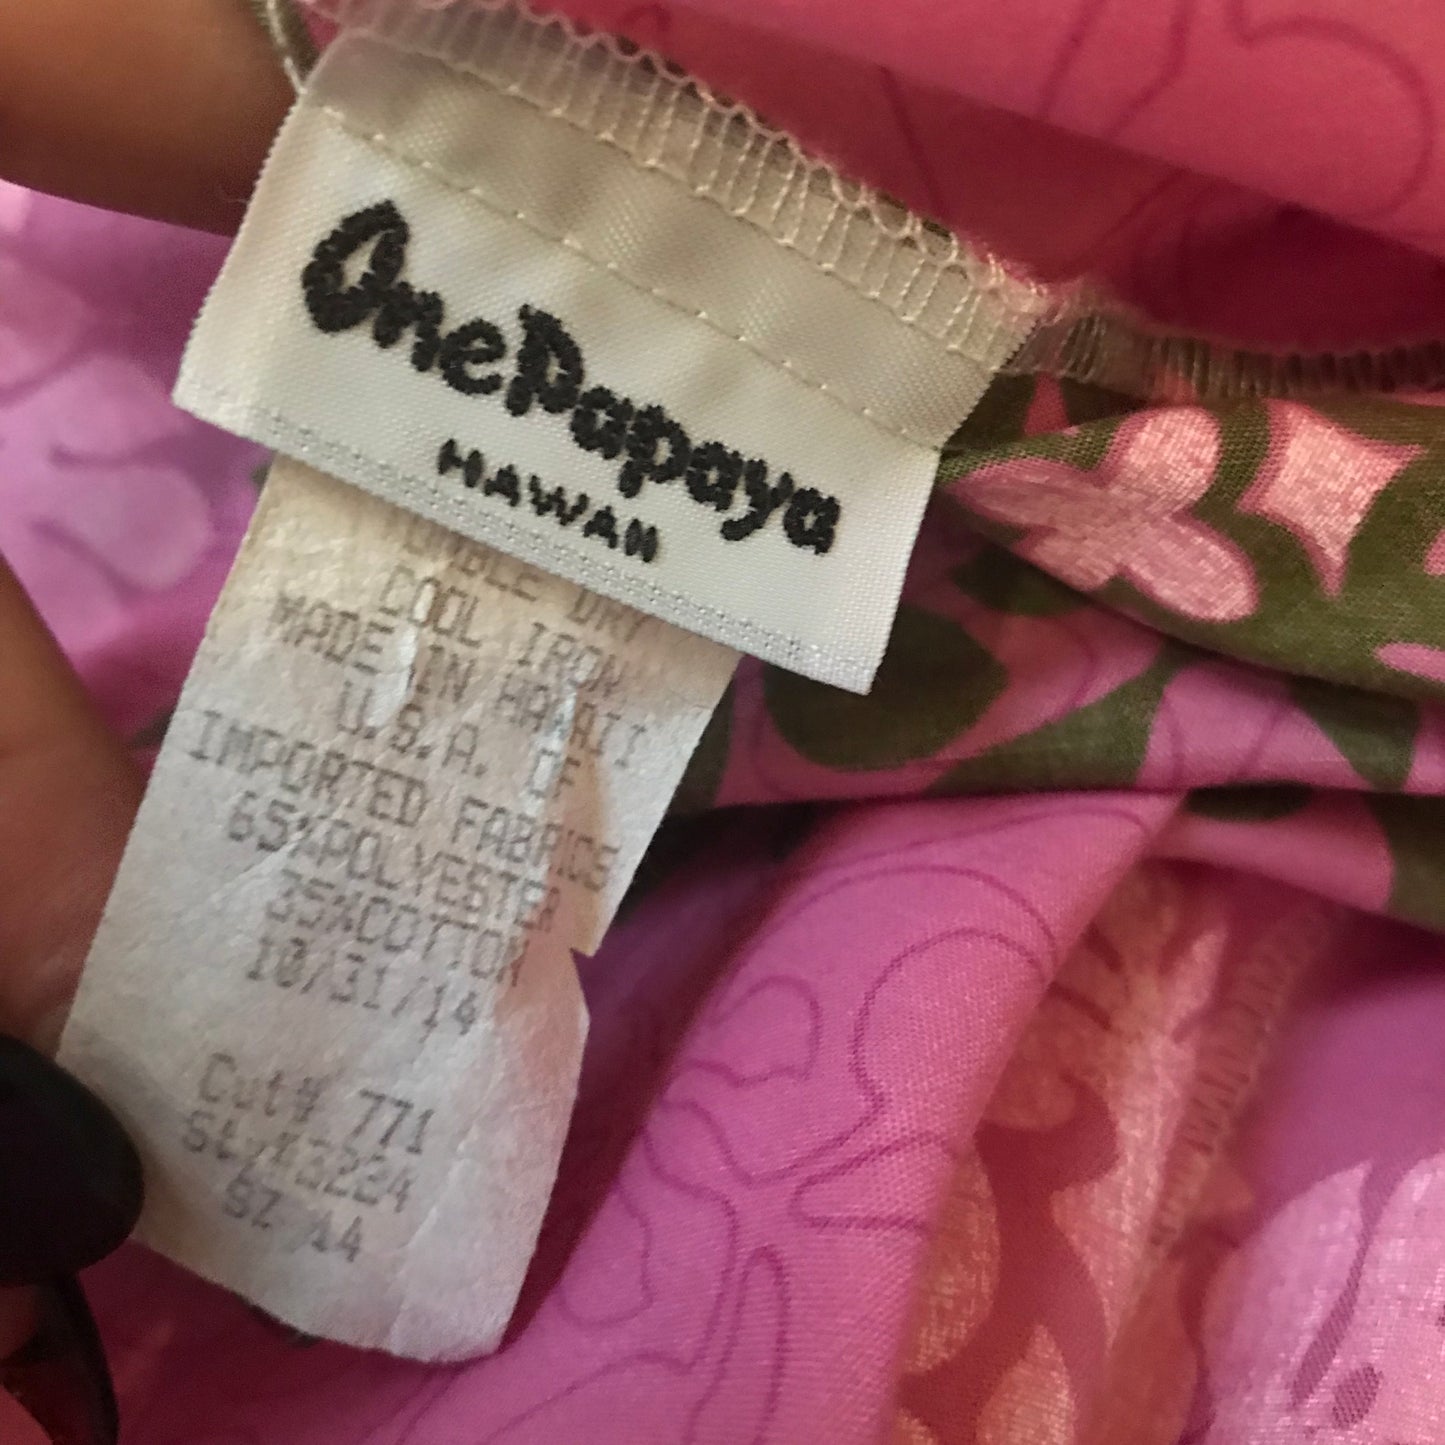 OnePapaya
HAWAII
DRY
COOL IRON
MADE IN HAWAII
U.S.A. OF
IMPORTED FABRICS
65%POLYESTER
35%COTTON
10/31/14
Cut# 771
SZ 14